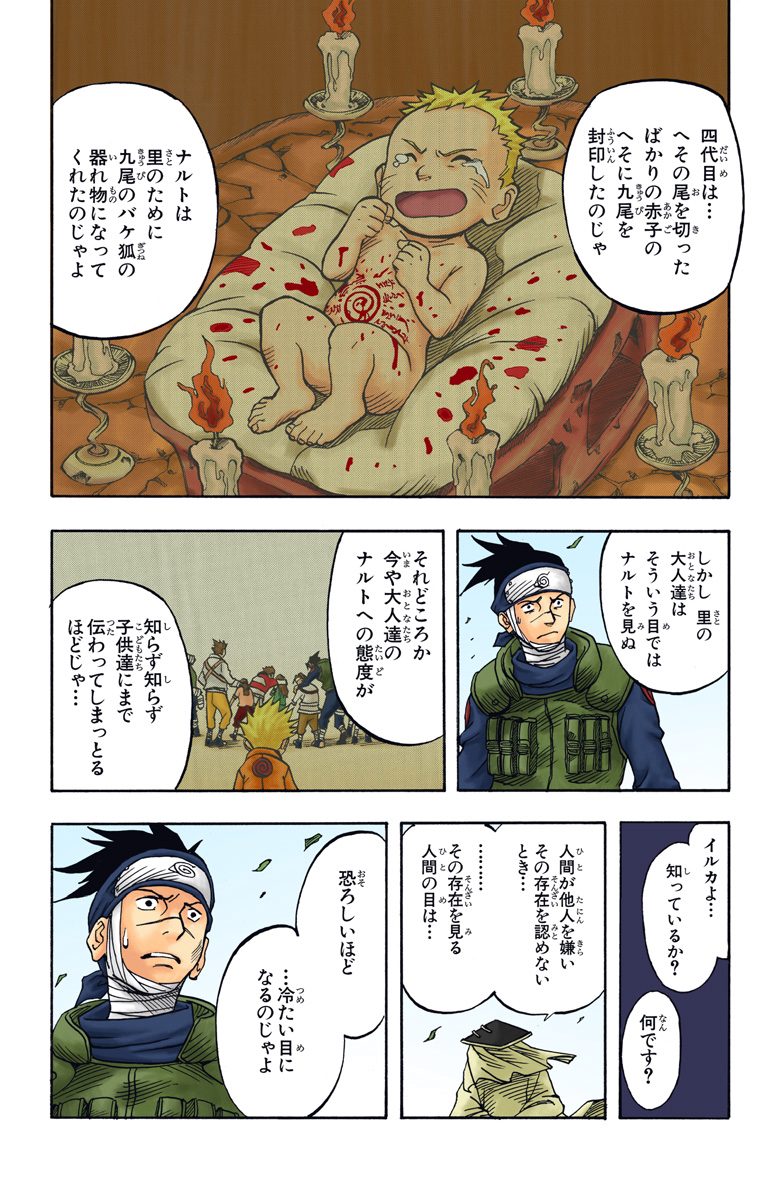 四代目は…
へその尾を切った
ばかりの赤子の
へそに九尾を
封印したのじゃ
ナルトは
里のために
九尾のバケ狐の
器れ物になって
くれたのじゃよ
しかし 里の
大人達は
そういう目では
ナルトを見ぬ
それどころか
今や大人達の
ナルトへの態度が
知らず知らず
子供達にまで
伝わってしまっとる
ほどじゃ…
イルカよ…
知っているか?
何です?
人間が他人を嫌い
その存在を認めない
とき…
………
その存在を見る
人間の目は…
恐ろしいほど
…冷たい目に
なるのじゃよ